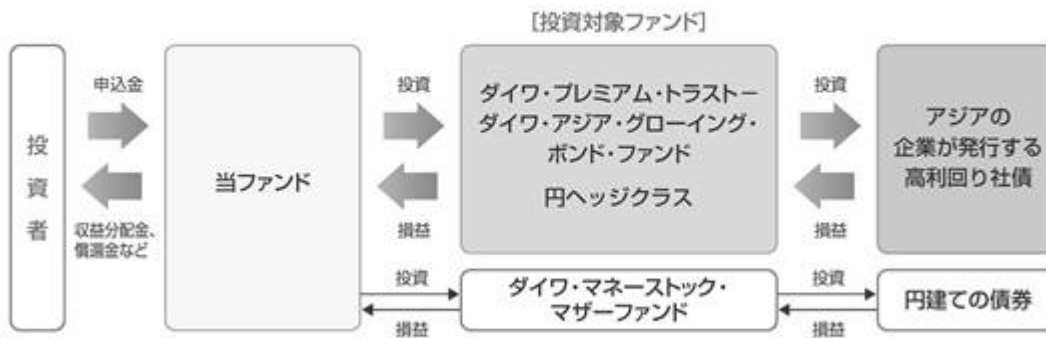 [投資対象ファンド]
投資者
申込金
収益分配金、
償還金など
当ファンド
投資
損益
ダイワ・プレミアム・トラスト－
ダイワ・アジア・グローイング・
ボンド・ファンド
円ヘッジクラス
投資
損益
アジアの
企業が発行する
高利回り社債
投資
損益
ダイワ・マネーストック・
マザーファンド
投資
損益
円建ての債券